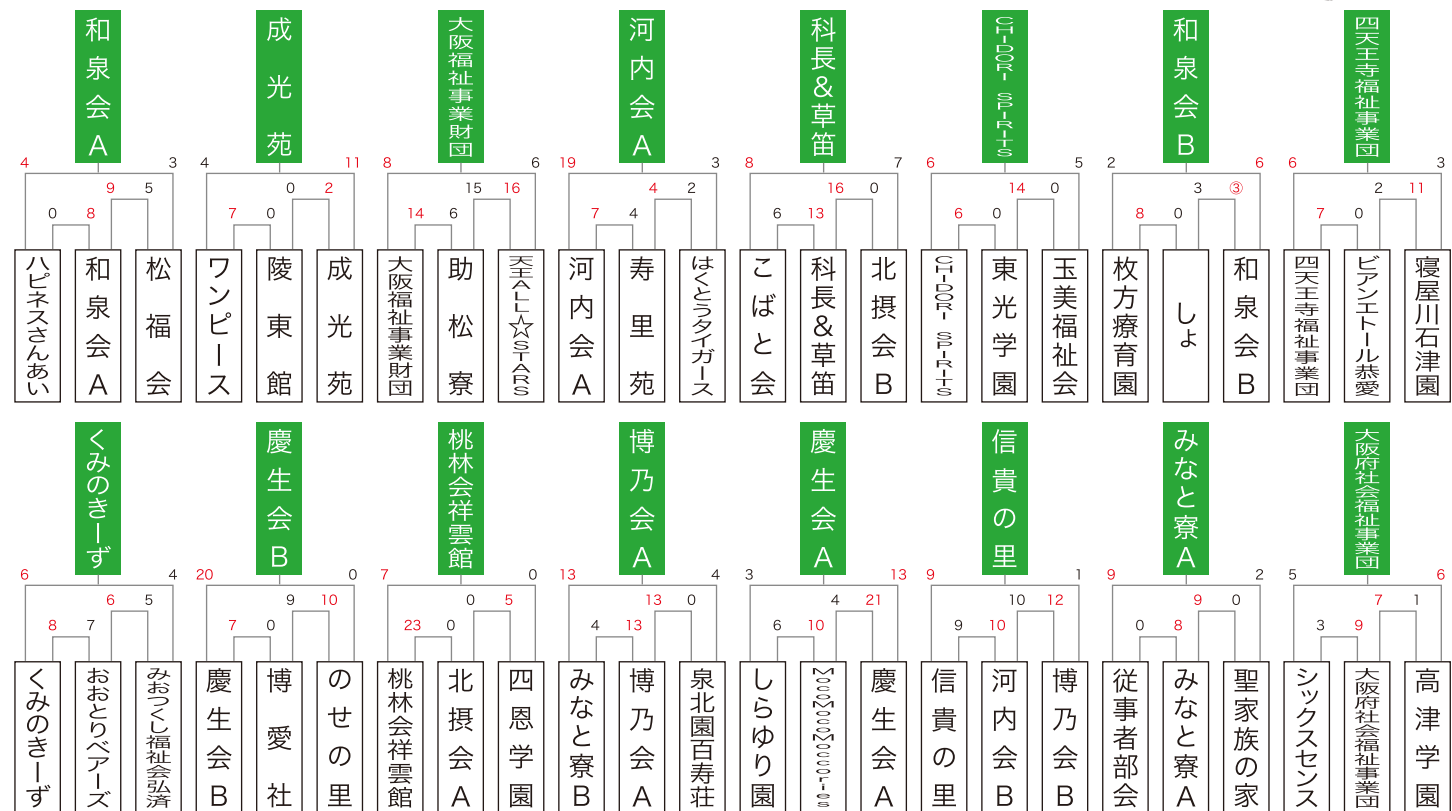 和泉会A
成光苑
大阪福祉事業財団
河内会A
科長&草笛
CHIDORI SPIRITS
和泉会B
四天王寺福祉事業団
4 3 4 11 8 6 19 3 8 7 6 5 2 6 6 3
9 5 0 2 15 16 4 2 16 0 14 0 3 ③ 2 11
0 8 7 0 14 6 7 4 6 13 6 0 8 0 7 0
ハピネスさんあい
和泉会A
松福会
ワンピース
陵東館
成光苑
大阪福祉事業財団
助松寮
天王ALL☆STARS
河内会A
寿里苑
はくとうタイガース
こばと会
科長&草笛
北摂会B
CHIDORI SPIRITS
東光学園
玉美福祉会
枚方療育園
しょ
和泉会B
四天王寺福祉事業団
ビアンエトール恭愛
寝屋川石津園
くみのきーず
慶生会B
桃林会祥雲館
博乃会A
慶生会A
信貴の里
みなと寮A
大阪府社会福祉事業団
6 4 20 0 7 0 13 4 3 13 9 1 9 2 5 6
6 5 9 10 0 5 13 0 4 21 10 12 9 0 7 1
8 7 7 0 23 0 4 13 6 10 9 10 0 8 3 9
くみのきーず
おおとりベアーズ
みおつくし福祉会弘済
慶生会B
博愛社
のせの里
桃林会祥雲館
北摂会A
四恩学園
みなと寮B
博乃会A
泉北園百寿荘
しらゆり園
MocoMocoMoccories
慶生会A
信貴の里
河内会B
博乃会B
従事者部会
みなと寮A
聖家族の家
シックスセンス
大阪府社会福祉事業団
高津学園